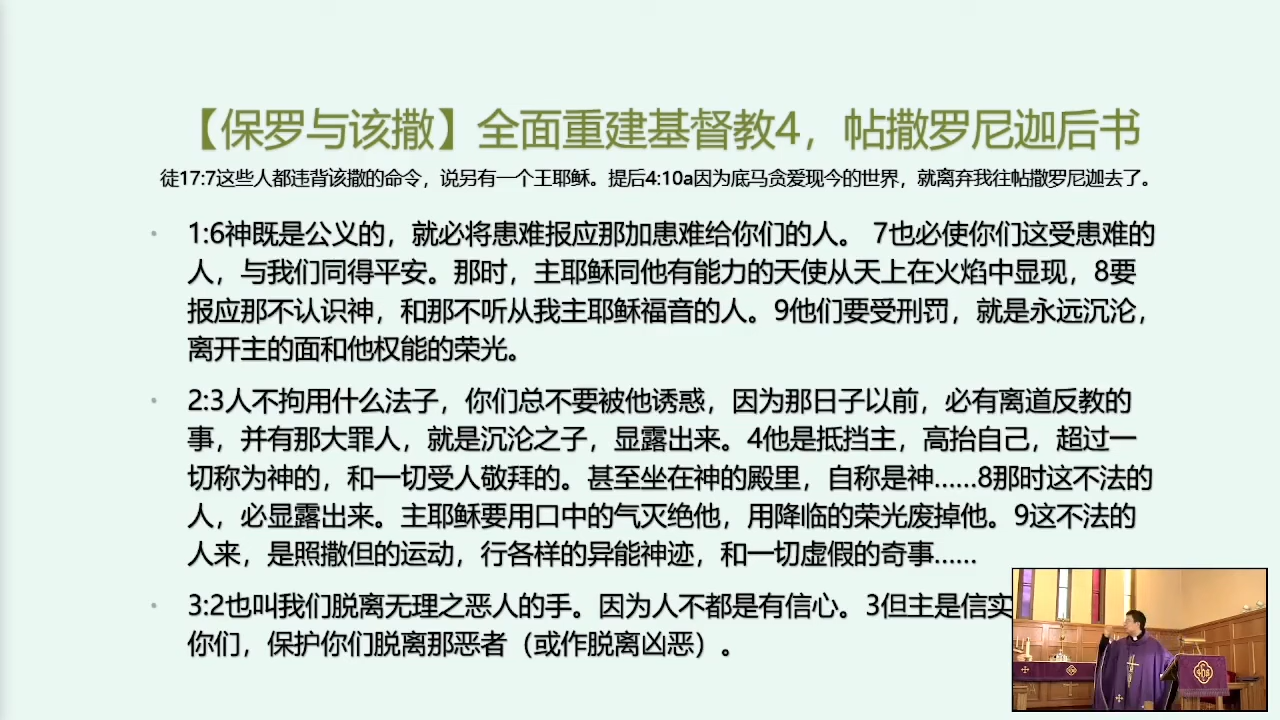 【保罗与该撒】全面重建基督教4，帖撒罗尼迦后书
徒17:7这些人都违背该撒的命令，说另有一个王耶稣。提后4:10a因为底马贪爱现今的世界，就离弃我往帖撒罗尼迦去了。
• 1:6神既是公义的，就必将患难报应那加患难给你们的人。 7也必使你们这受患难的
人，与我们同得平安。那时，主耶稣同他有能力的天使从天上在火焰中显现，8要
报应那不认识神，和那不听从我主耶稣福音的人。9他们要受刑罚，就是永远沉沦，
离开主的面和他权能的荣光。
• 2:3人不拘用什么法子，你们总不要被他诱惑，因为那日子以前，必有离道反教的
事，并有那大罪人，就是沉沦之子，显露出来。4他是抵挡主，高抬自己，超过一
切称为神的，和一切受人敬拜的。甚至坐在神的殿里，自称是神……8那时这不法的
人，必显露出来。主耶稣要用口中的气灭绝他，用降临的荣光废掉他。9这不法的
人来，是照撒但的运动，行各样的异能神迹，和一切虚假的奇事……
• 3:2也叫我们脱离无理之恶人的手。因为人不都是有信心。3但主是信实
你们，保护你们脱离那恶者（或作脱离凶恶）。